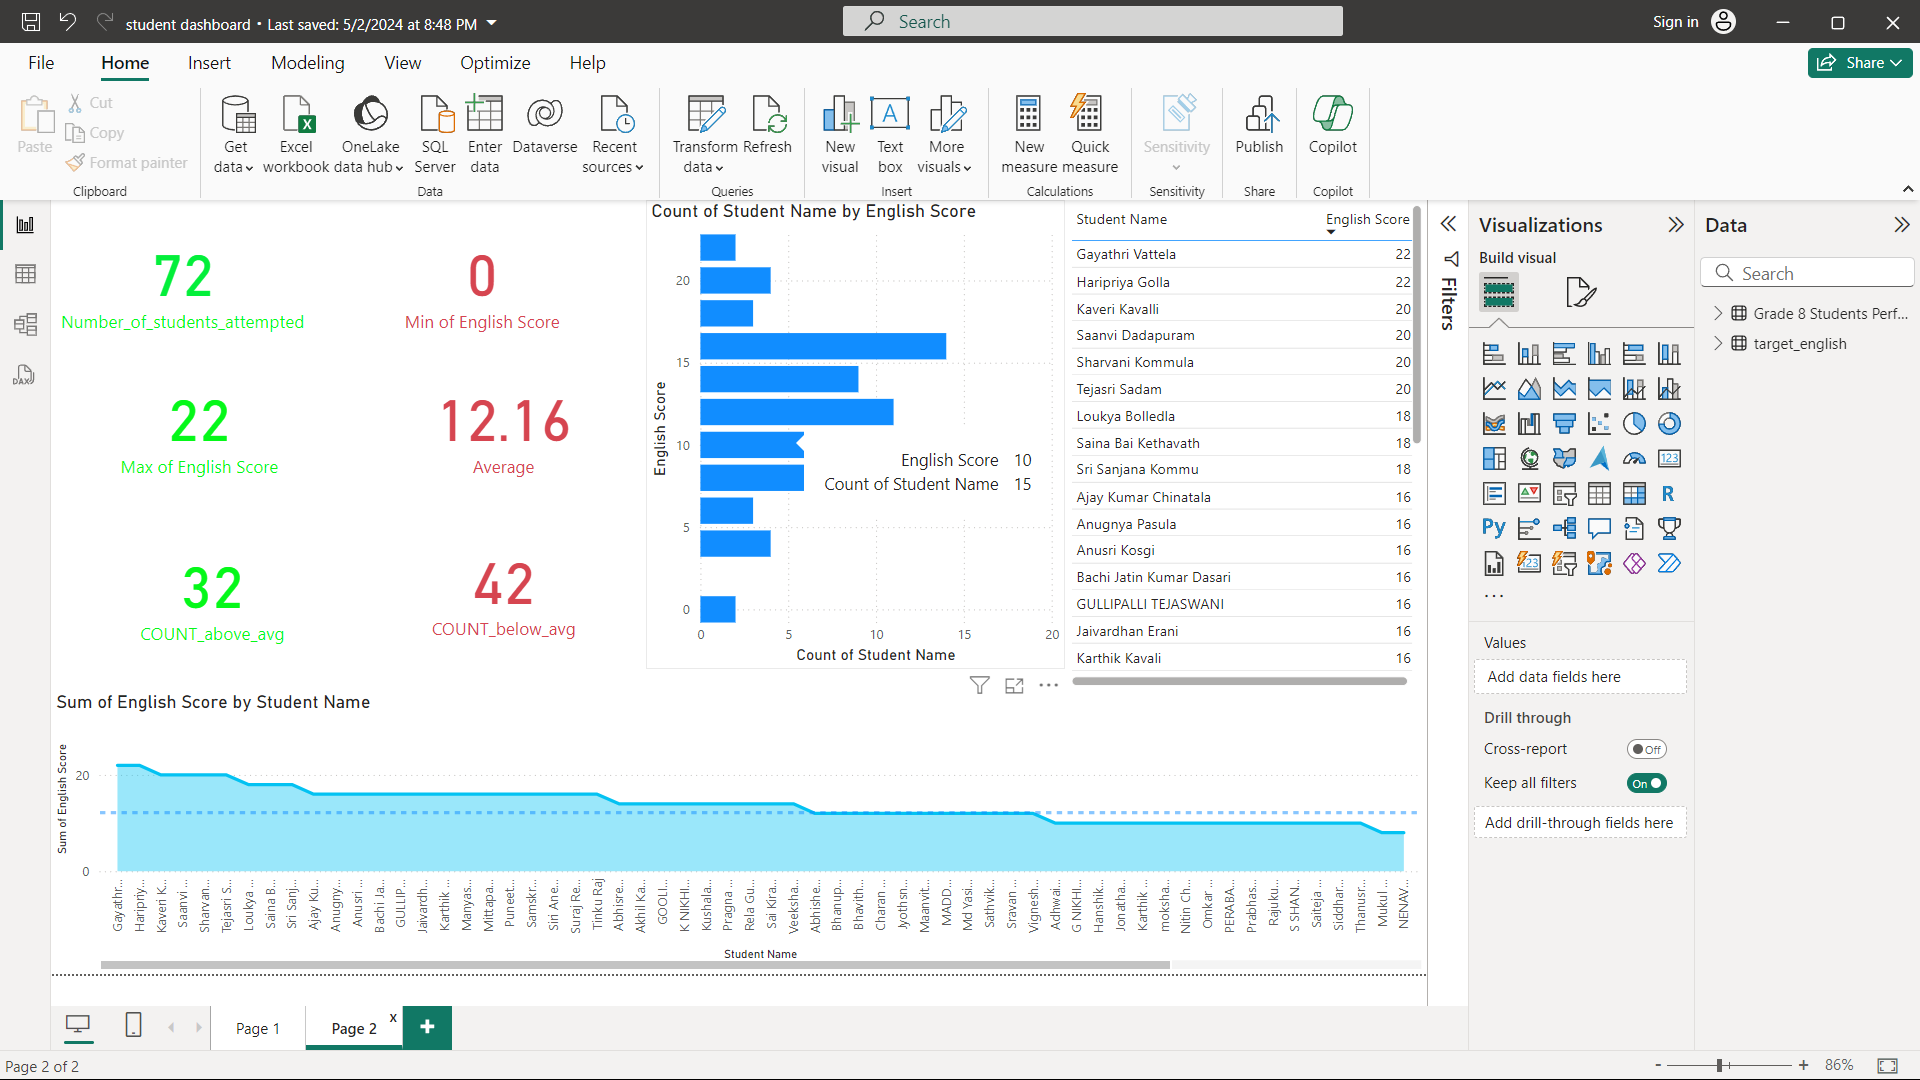 student dashboard • Last saved: 5/2/2024 at 8:48 PM
Search
Sign in
File
Home
Insert
Modeling
View
Optimize
Help
Share
Paste
Cut
Copy
Format painter
Clipboard
Get data
Excel workbook
OneLake data hub
SQL Server
Enter data
Dataverse
Recent sources
Data
Transform data
Refresh
Queries
New visual
Text box
More visuals
Insert
New measure
Quick measure
Calculations
Sensitivity
Sensitivity
Publish
Share
Copilot
Copilot
72
Number_of_students_attempted
0
Min of English Score
22
Max of English Score
12.16
Average
32
COUNT_above_avg
42
COUNT_below_avg
Count of Student Name by English Score
English Score
20
15
10
5
0
0 5 10 15 20
Count of Student Name
English Score 10
Count of Student Name 15
Student Name English Score
Gayathri Vattela 22
Haripriya Golla 22
Kaveri Kavalli 20
Saanvi Dadapuram 20
Sharvani Kommula 20
Tejasri Sadam 20
Loukya Bolledla 18
Saina Bai Kethavath 18
Sri Sanjana Kommu 18
Ajay Kumar Chinatala 16
Anugnya Pasula 16
Anusri Kosgi 16
Bachi Jatin Kumar Dasari 16
GULLIPALLI TEJASWANI 16
Jaivardhan Erani 16
Karthik Kavali 16
Sum of English Score by Student Name
Sum of English Score
20
0
Gayathr...
Haripriy...
Kaveri K...
Saanvi ...
Sharvan...
Tejasri S...
Loukya ...
Saina B...
Sri Sanj...
Ajay Ku...
Anugny...
Anusri ...
Bachi Ja...
GULLIP...
Jaivardh...
Karthik ...
Manyas...
Mittapa...
Puneet...
Samskr...
Siri Ane...
Suraj Re...
Tinku Raj
Abhisre...
Akhil Ka...
GOOLI...
K NIKHI...
Kushala...
Pragna ...
Rela Gu...
Sai Kira...
Veeksha...
Abhishe...
Bhanup...
Bhavith...
Charan ...
Jyothsn...
Maanvit...
MADD...
Md Yasi...
Sathvik...
Sravan ...
Vignesh...
Adhwai...
G NIKHI...
Hanshik...
Jonatha...
Karthik ...
moksha...
Nitin Ch...
Omkar ...
PERABA...
Prabhas...
Rajuku...
S SHAN...
Saiteja ...
Siddhar...
Thanusr...
Mukul ...
NENAV...
Student Name
Filters
Visualizations
Build visual
123
R
Py
123
...
Values
Add data fields here
Drill through
Cross-report
Off
Keep all filters
On
Add drill-through fields here
Data
Search
Grade 8 Students Perf...
target_english
DAX
Page 1
Page 2
x
+
Page 2 of 2
- + 86%